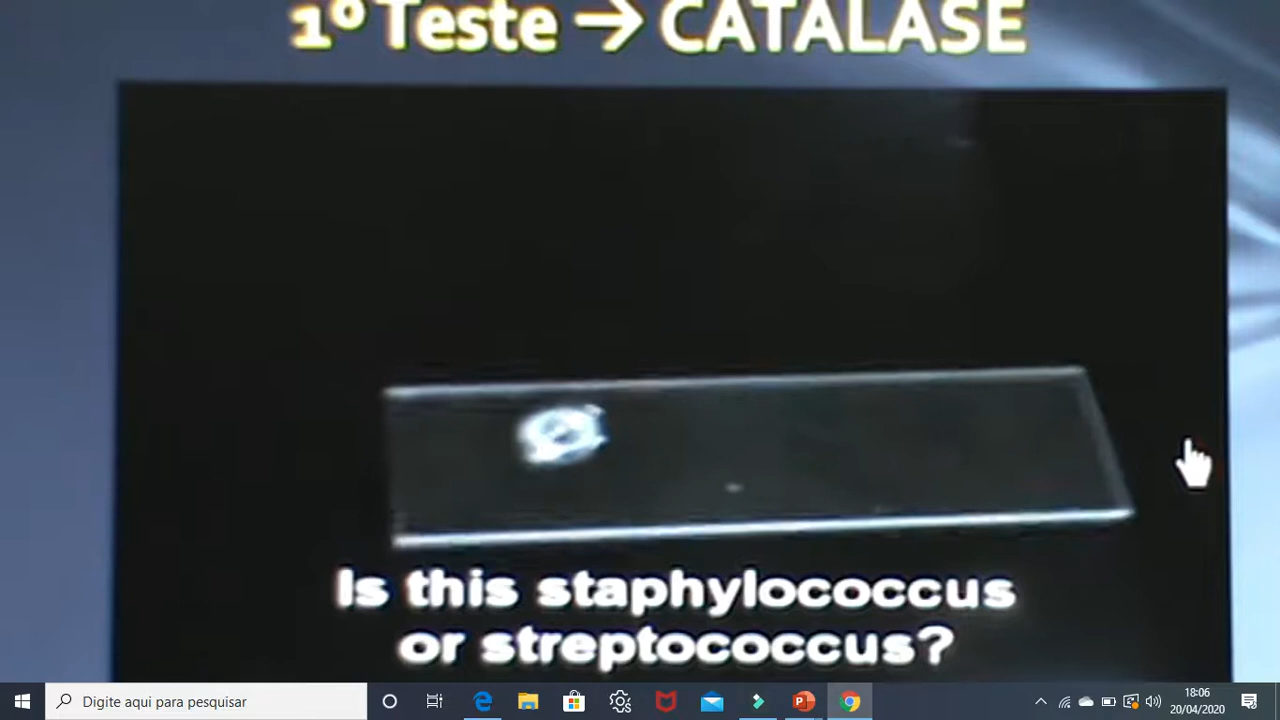 1º Teste → CATALASE
Is this staphylococcus
or streptococcus?
Digite aqui para pesquisar
18:06
20/04/2020